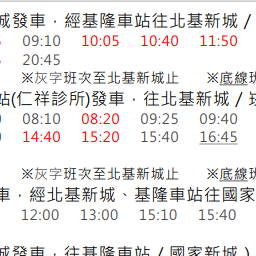 發車，經基隆車站往北基新城 /
09:10 10:05 10:40 11:50
20:45
※灰字班次至北基新城止 ※底線班
站(仁祥診所)發車，往北基新城 / 班
08:10 08:20 09:25 09:40
14:40 15:20 15:40 16:45
※灰字班次至北基新城止 ※底線班
車，經北基新城、基隆車站往國家
12:00 13:00 15:10 15:40
城發車，往基隆車站 / 國家新城）